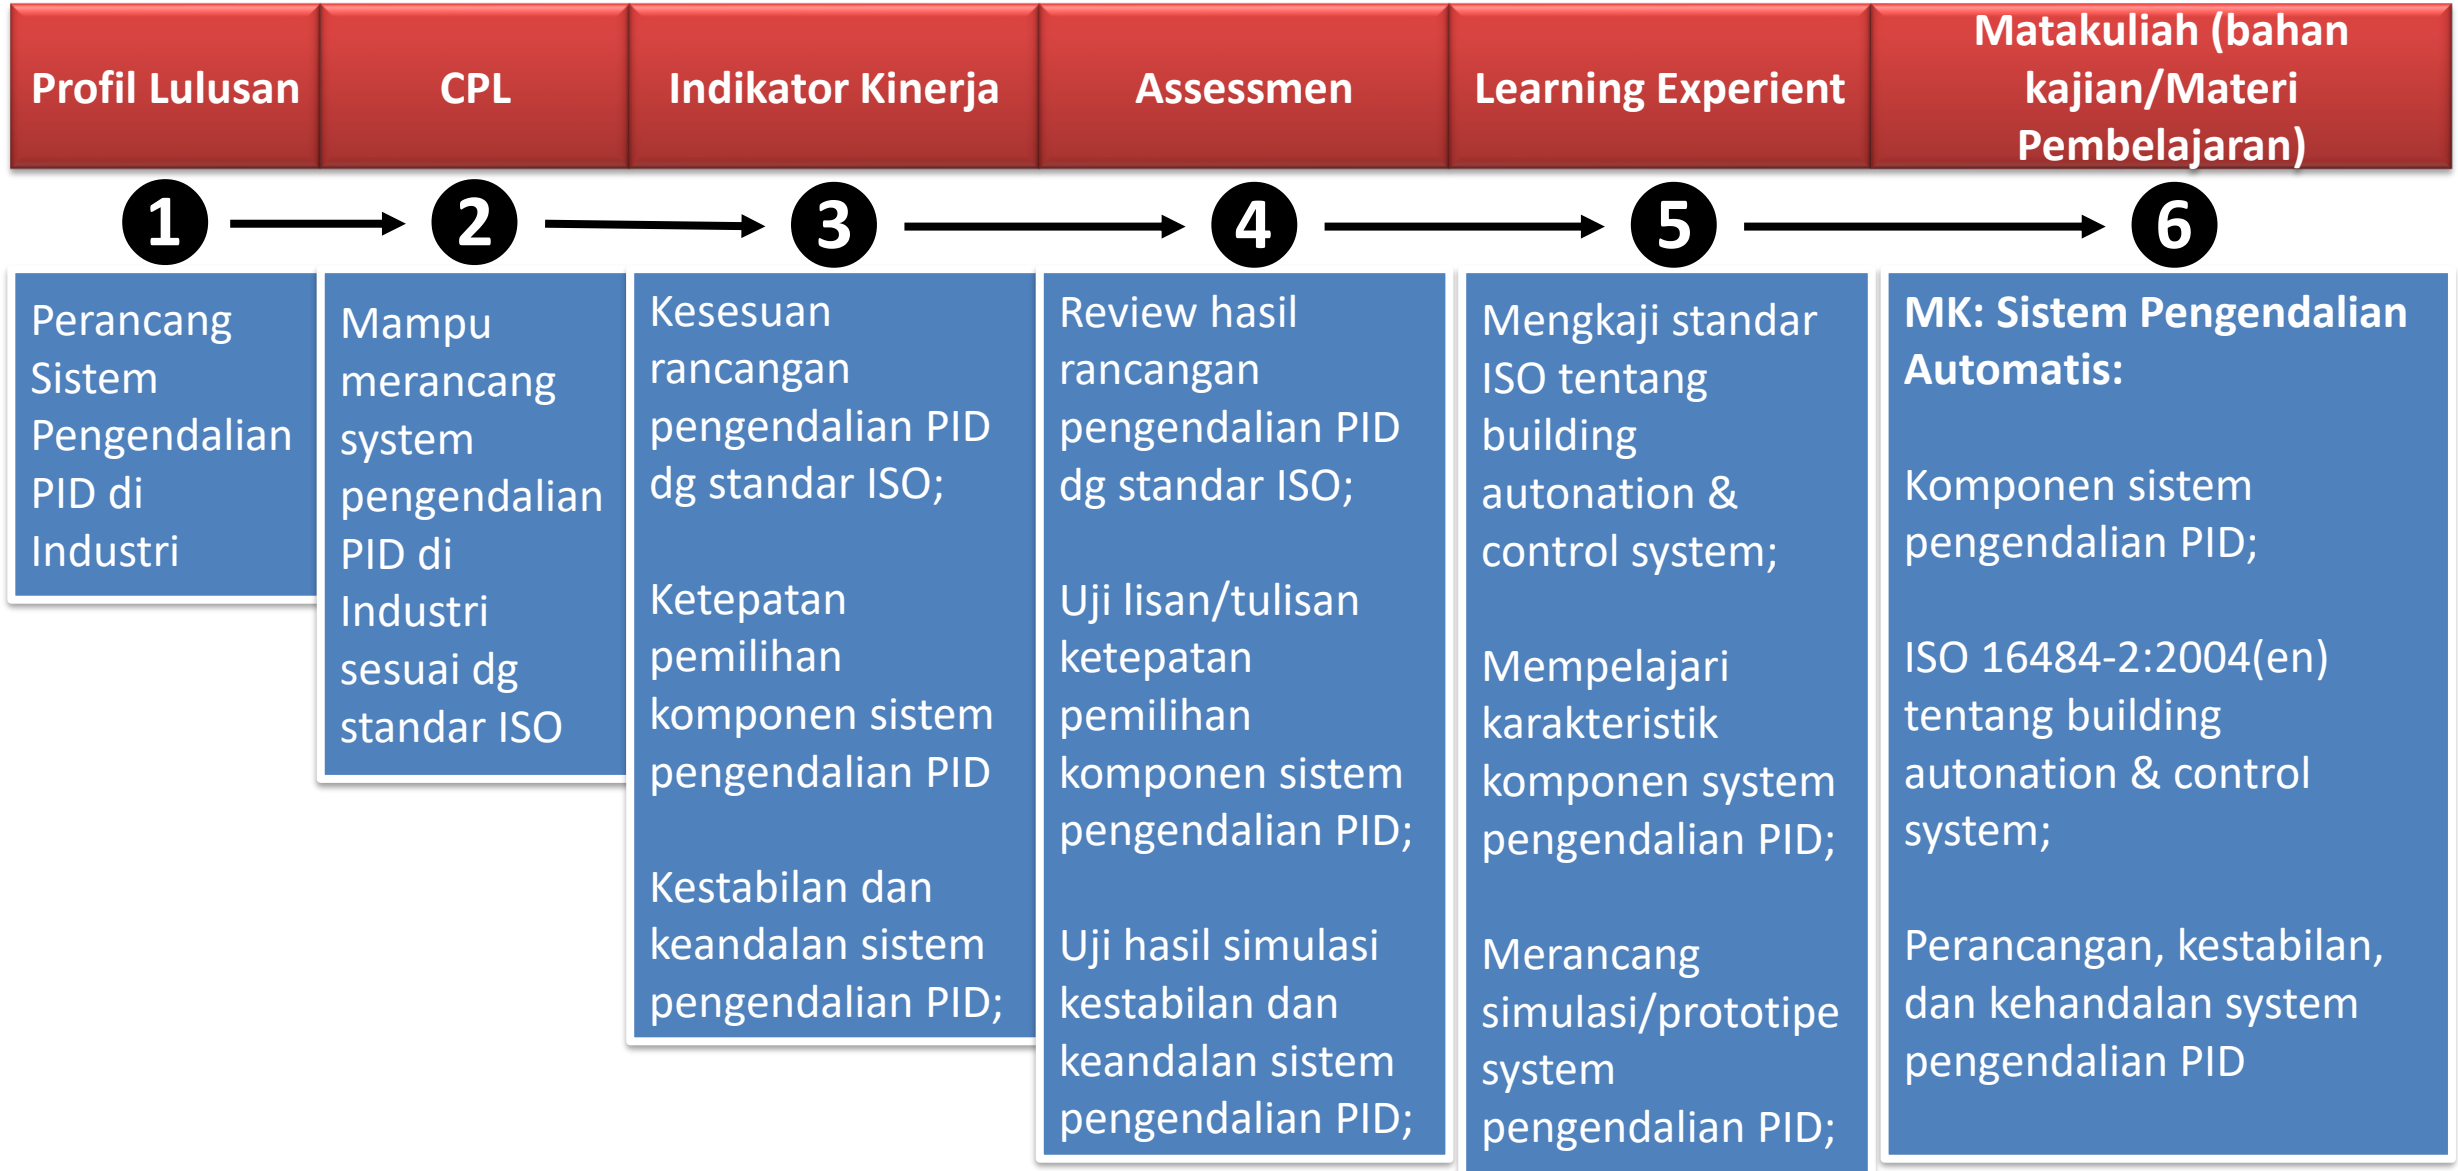 Profil Lulusan
CPL
Indikator Kinerja
Assessmen
Learning Experient
Matakuliah (bahan
kajian/Materi
Pembelajaran)
1
2
3
4
5
6
Perancang
Sistem
Pengendalian
PID di
Industri
Mampu
merancang
system
pengendalian
PID di
Industri
sesuai dg
standar ISO
Kesesuan
rancangan
pengendalian PID
dg standar ISO;
Ketepatan
pemilihan
komponen sistem
pengendalian PID
Kestabilan dan
keandalan sistem
pengendalian PID;
Review hasil
rancangan
pengendalian PID
dg standar ISO;
Uji lisan/tulisan
ketepatan
pemilihan
komponen sistem
pengendalian PID;
Uji hasil simulasi
kestabilan dan
keandalan sistem
pengendalian PID;
Mengkaji standar
ISO tentang
building
autonation &
control system;
Mempelajari
karakteristik
komponen system
pengendalian PID;
Merancang
simulasi/prototipe
system
pengendalian PID;
MK: Sistem Pengendalian
Automatis:
Komponen sistem
pengendalian PID;
ISO 16484-2:2004(en)
tentang building
autonation & control
system;
Perancangan, kestabilan,
dan kehandalan system
pengendalian PID